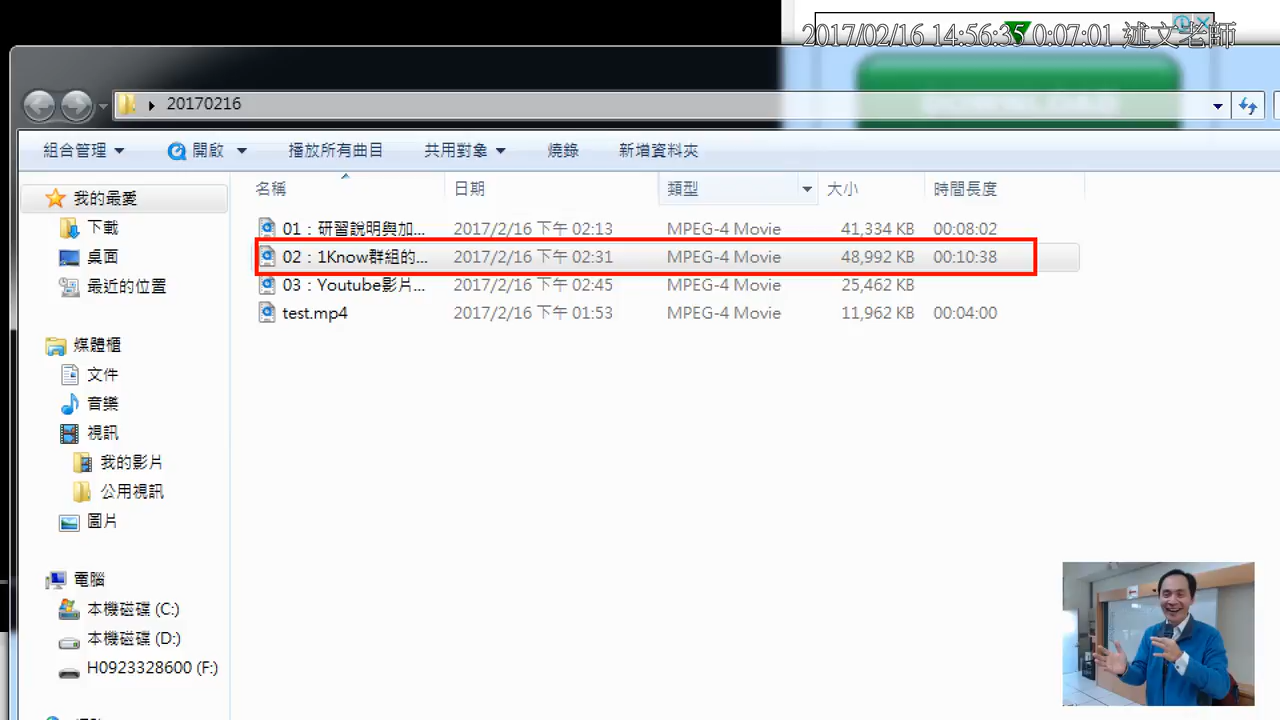 2017/02/16 14:56:35 0:07:01 述文老師
20170216
組合管理 開啟 播放所有曲目 共用對象 燒錄 新增資料夾
名稱 日期 類型 大小 時間長度
01：研習說明與加... 2017/2/16 下午 02:13 MPEG-4 Movie 41,334 KB 00:08:02
02：1Know群組的... 2017/2/16 下午 02:31 MPEG-4 Movie 48,992 KB 00:10:38
03：Youtube影片... 2017/2/16 下午 02:45 MPEG-4 Movie 25,462 KB
test.mp4 2017/2/16 下午 01:53 MPEG-4 Movie 11,962 KB 00:04:00
我的最愛
下載
桌面
最近的位置
媒體櫃
文件
音樂
視訊
我的影片
公用視訊
圖片
電腦
本機磁碟 (C:)
本機磁碟 (D:)
H0923328600 (F:)